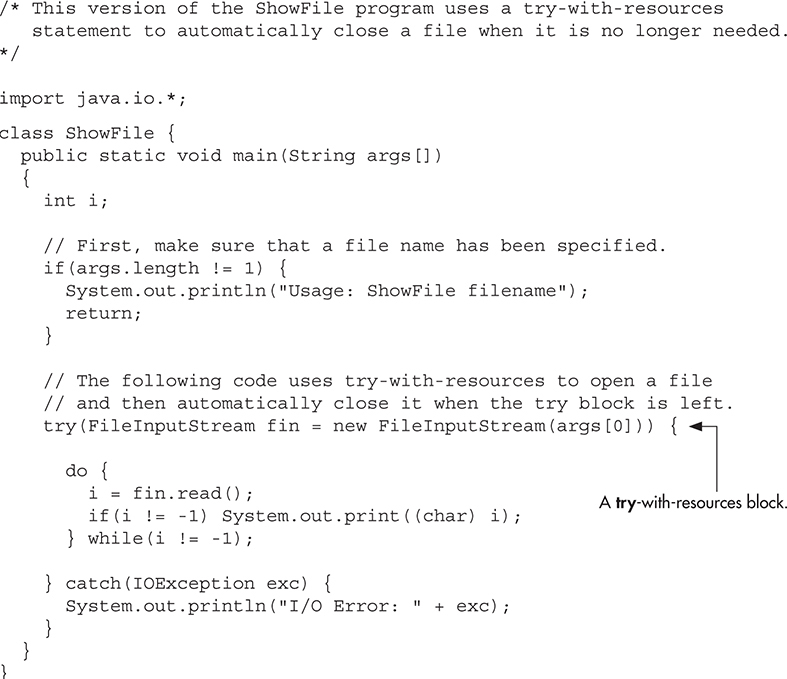 /* This version of the ShowFile program uses a try-with-resources
   statement to automatically close a file when it is no longer needed.
*/

import java.io.*;

class ShowFile {
  public static void main(String args[])
  {
    int i;

    // First, make sure that a file name has been specified.
    if(args.length != 1) {
      System.out.println("Usage: ShowFile filename");
      return;
    }

    // The following code uses try-with-resources to open a file
    // and then automatically close it when the try block is left.
    try(FileInputStream fin = new FileInputStream(args[0])) {

      do {
        i = fin.read();
        if(i != -1) System.out.print((char) i);
      } while(i != -1);

    } catch(IOException exc) {
      System.out.println("I/O Error: " + exc);
    }
  }
}
A try-with-resources block.